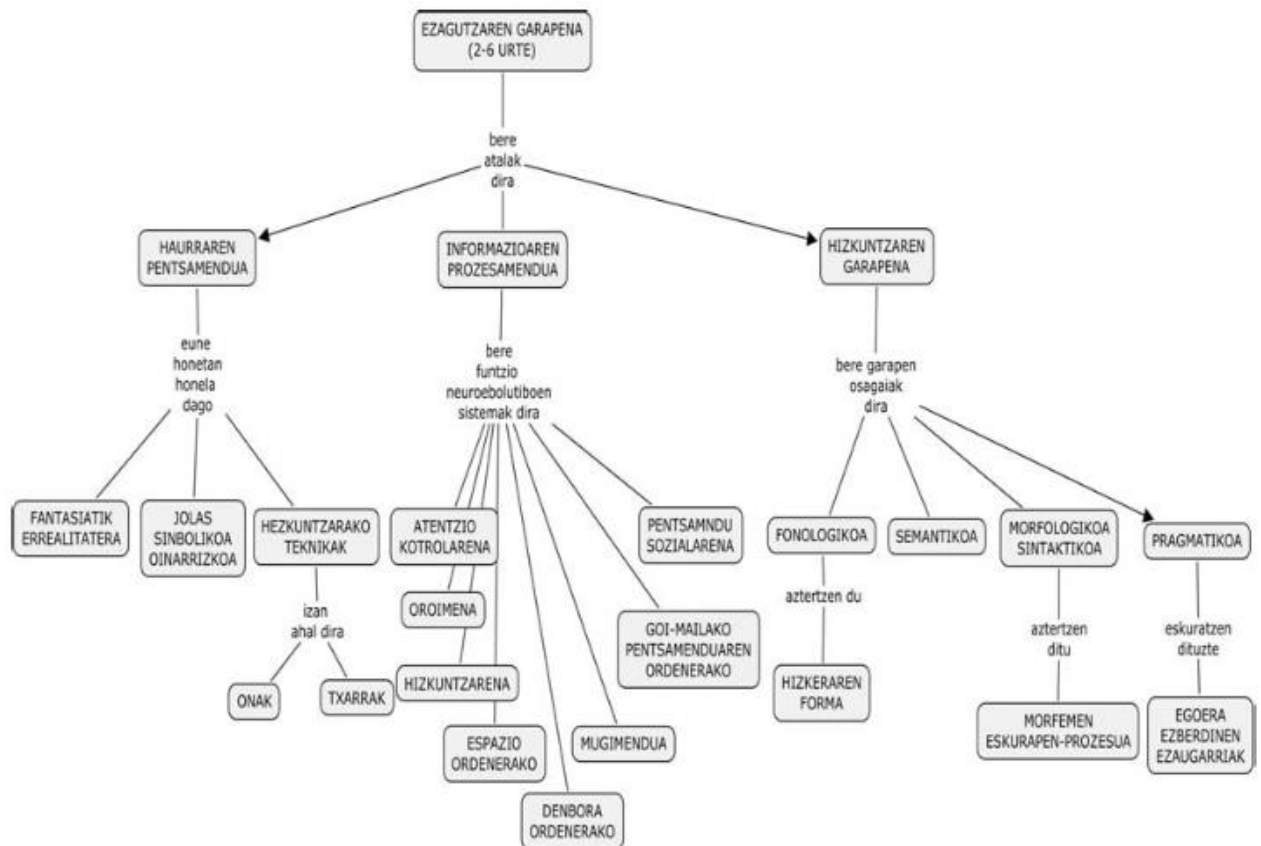 EZAGUTZAREN GARAPENA
(2-6 URTE)
bere
atalak
dira
HAURRAREN
PENTSAMENDUA
INFORMAZIOAREN
PROZESAMENDUA
HIZKUNTZAREN
GARAPENA
eune
honetan
honela
dago
bere
funtzio
neuroebolutiboen
sistemak dira
bere garapen
osagaiak
dira
FANTASIATIK
ERREALITATERA
JOLAS
SINBOLIKOA
OINARRIZKOA
HEZKUNTZARAKO
TEKNIKAK
ATENTZIO
KOTROLARENA
PENTSAMNDU
SOZIALARENA
FONOLOGIKOA
SEMANTIKOA
MORFOLOGIKOA
SINTAKTIKOA
PRAGMATIKOA
izan
ahal dira
ONAK
TXARRAK
OROIMENA
HIZKUNTZARENA
ESPAZIO
ORDENERAKO
DENBORA
ORDENERAKO
MUGIMENDUA
GOI-MAILAKO
PENTSAMENDUAREN
ORDENERAKO
aztertzen du
HIZKERAREN
FORMA
aztertzen
ditu
MORFEMEN
ESKURAPEN-PROZESUA
eskuratzen
dituzte
EGOERA
EZBERDINEN
EZAUGARRIAK